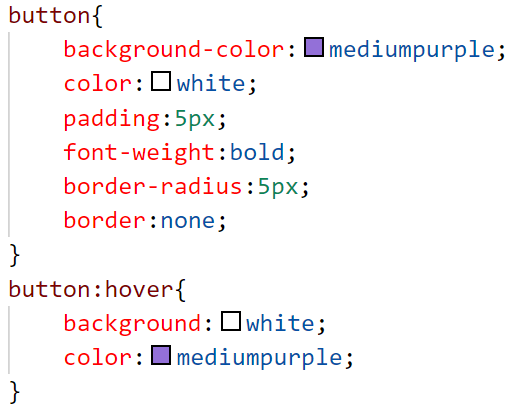 button{
background-color: mediumpurple;
color: white;
padding:5px;
font-weight:bold;
border-radius:5px;
border:none;
}
button:hover{
background: white;
color: mediumpurple;
}